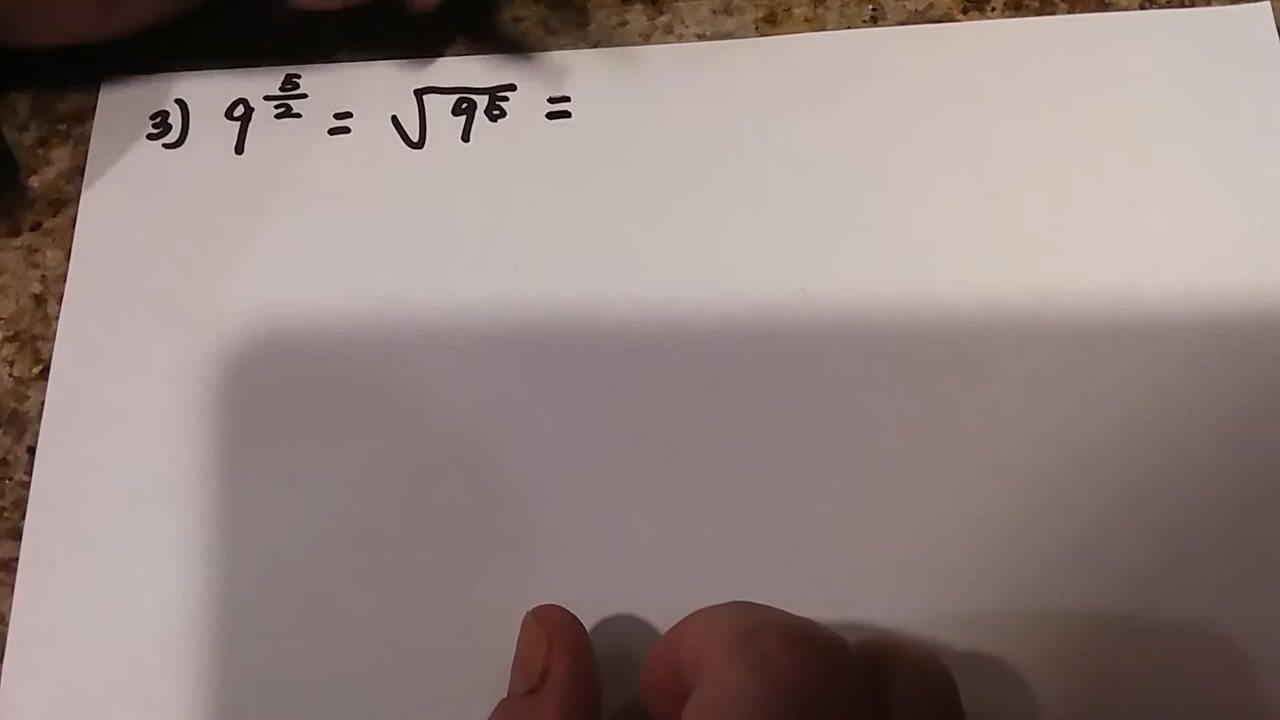 3) 9^{5/2} = √(9^5) =